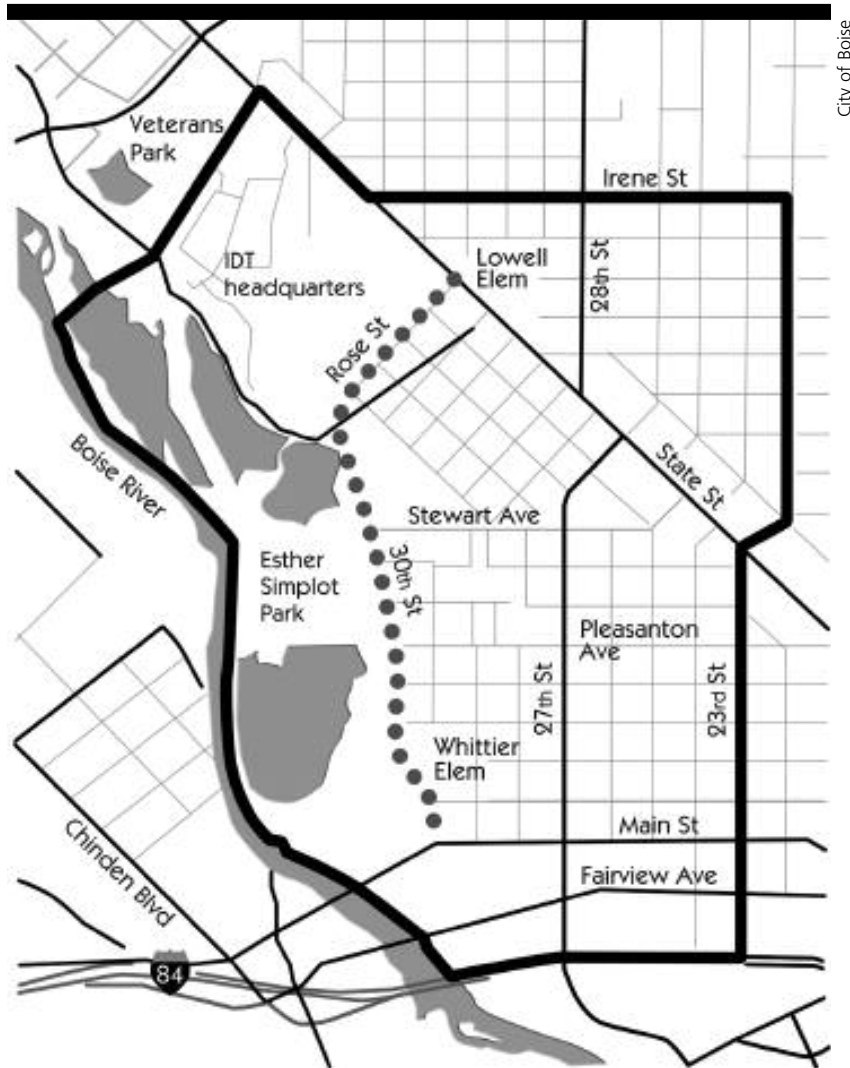 City of Boise
Veterans
Park
Irene St
IDT
headquarters
Lowell
Elem
28th St
Rose St
Boise River
State St
Stewart Ave
Esther
Simplot
Park
30th St
Pleasanton
Ave
27th St
23rd St
Whittier
Elem
Main St
Chinden Blvd
Fairview Ave
84